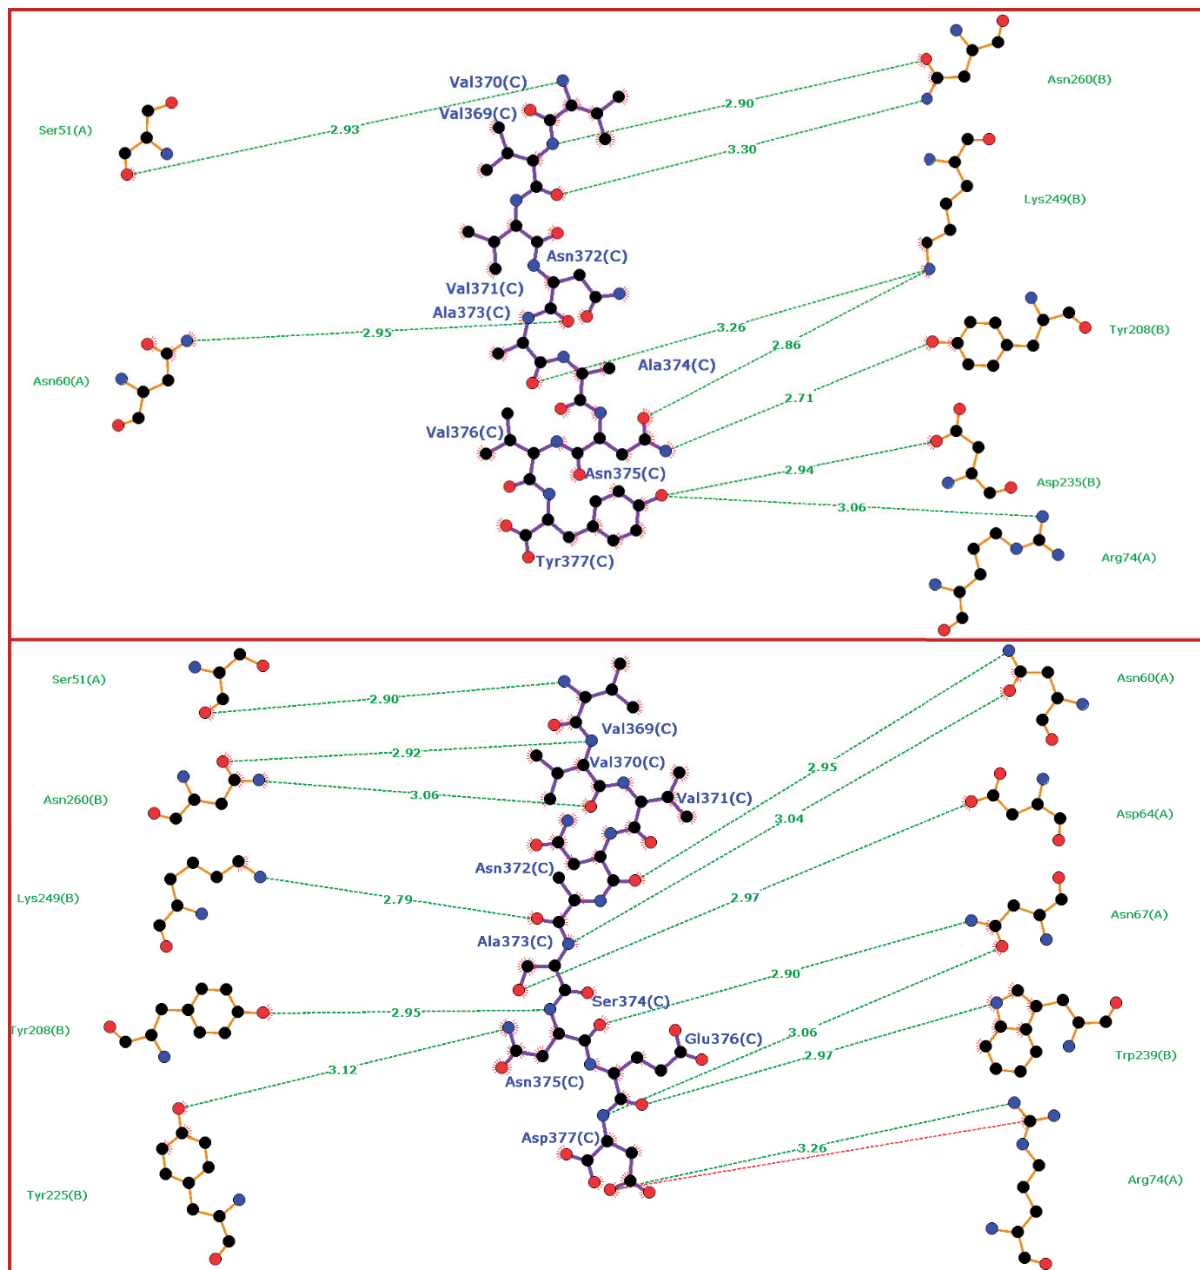 Val370(C)
Asn260(B)
2.90
Val369(C)
Ser51(A)
2.93
3.30
Lys249(B)
Asn372(C)
Val371(C)
Ala373(C)
3.26
Tyr208(B)
2.95
2.86
Ala374(C)
Asn60(A)
2.71
Val376(C)
Asn375(C)
2.94
Asp235(B)
3.06
Tyr377(C)
Arg74(A)
Ser51(A)
Asn60(A)
2.90
Val369(C)
2.92
Val370(C)
2.95
Asn260(B)
3.06
Val371(C)
Asp64(A)
3.04
Asn372(C)
Lys249(B)
2.79
2.97
Asn67(A)
Ala373(C)
2.90
Ser374(C)
Tyr208(B)
2.95
3.06
Glu376(C)
Trp239(B)
2.97
3.12
Asn375(C)
Asp377(C)
3.26
Arg74(A)
Tyr225(B)